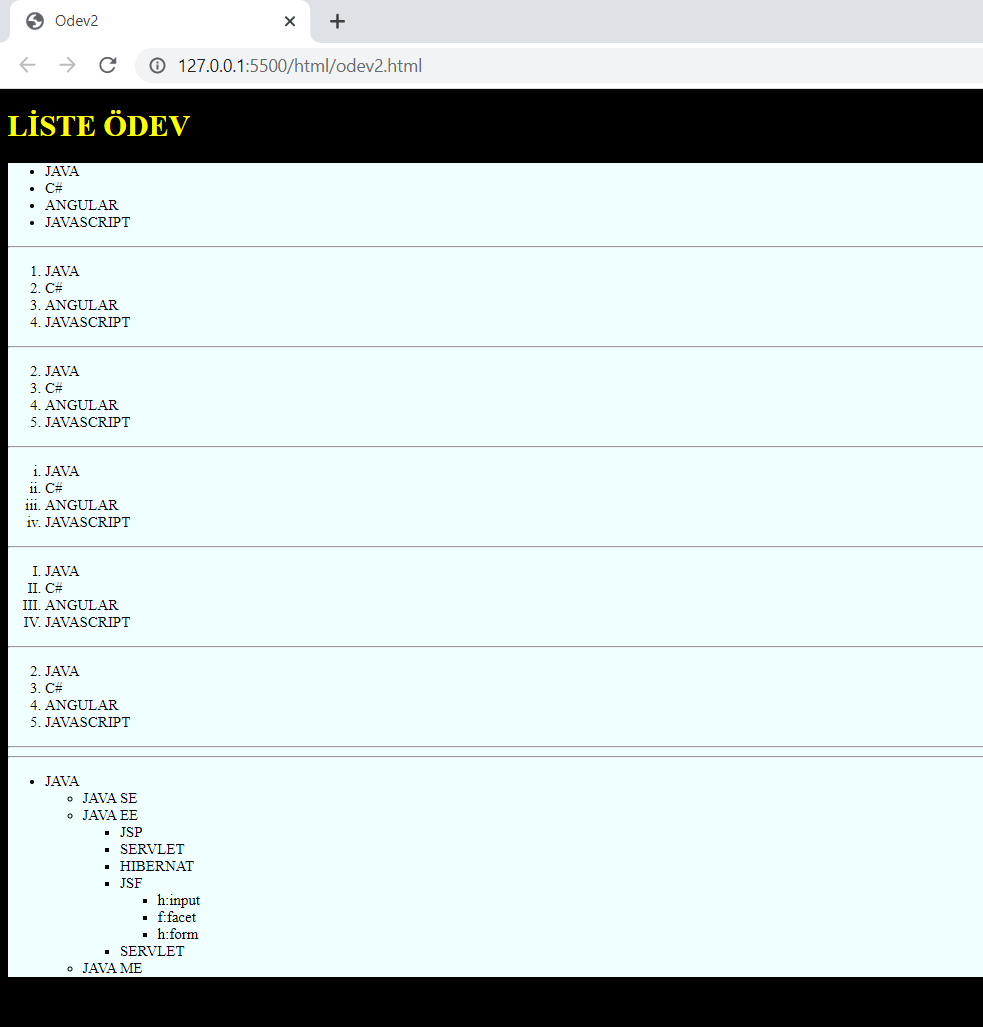 Odev2
127.0.0.1:5500/html/odev2.html
LİSTE ÖDEV
• JAVA
• C#
• ANGULAR
• JAVASCRIPT
1. JAVA
2. C#
3. ANGULAR
4. JAVASCRIPT
2. JAVA
3. C#
4. ANGULAR
5. JAVASCRIPT
i. JAVA
ii. C#
iii. ANGULAR
iv. JAVASCRIPT
I. JAVA
II. C#
III. ANGULAR
IV. JAVASCRIPT
2. JAVA
3. C#
4. ANGULAR
5. JAVASCRIPT
• JAVA
◦ JAVA SE
◦ JAVA EE
▪ JSP
▪ SERVLET
▪ HIBERNAT
▪ JSF
▪ h:input
▪ f:facet
▪ h:form
▪ SERVLET
◦ JAVA ME